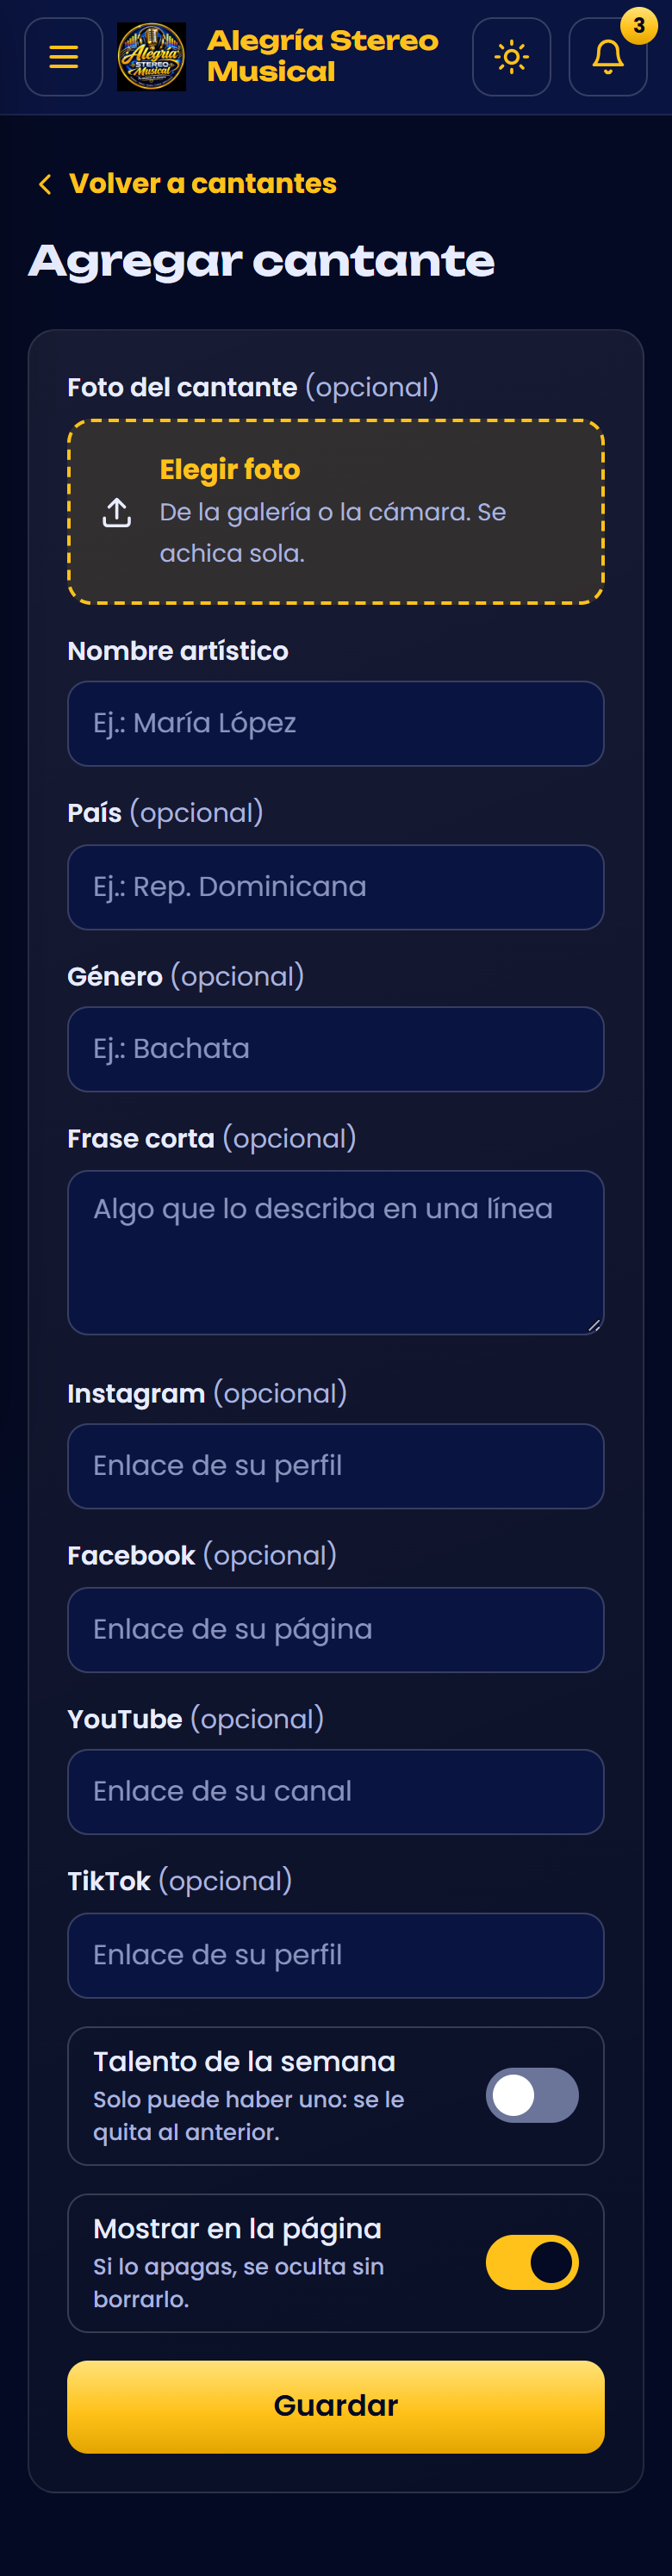 Alegría
STEREO
Musical
Alegría Stereo
Musical
3
Volver a cantantes
Agregar cantante
Foto del cantante (opcional)
Elegir foto
De la galería o la cámara. Se
achica sola.
Nombre artístico
Ej.: María López
País (opcional)
Ej.: Rep. Dominicana
Género (opcional)
Ej.: Bachata
Frase corta (opcional)
Algo que lo describa en una línea
Instagram (opcional)
Enlace de su perfil
Facebook (opcional)
Enlace de su página
YouTube (opcional)
Enlace de su canal
TikTok (opcional)
Enlace de su perfil
Talento de la semana
Solo puede haber uno: se le
quita al anterior.
Mostrar en la página
Si lo apagas, se oculta sin
borrarlo.
Guardar